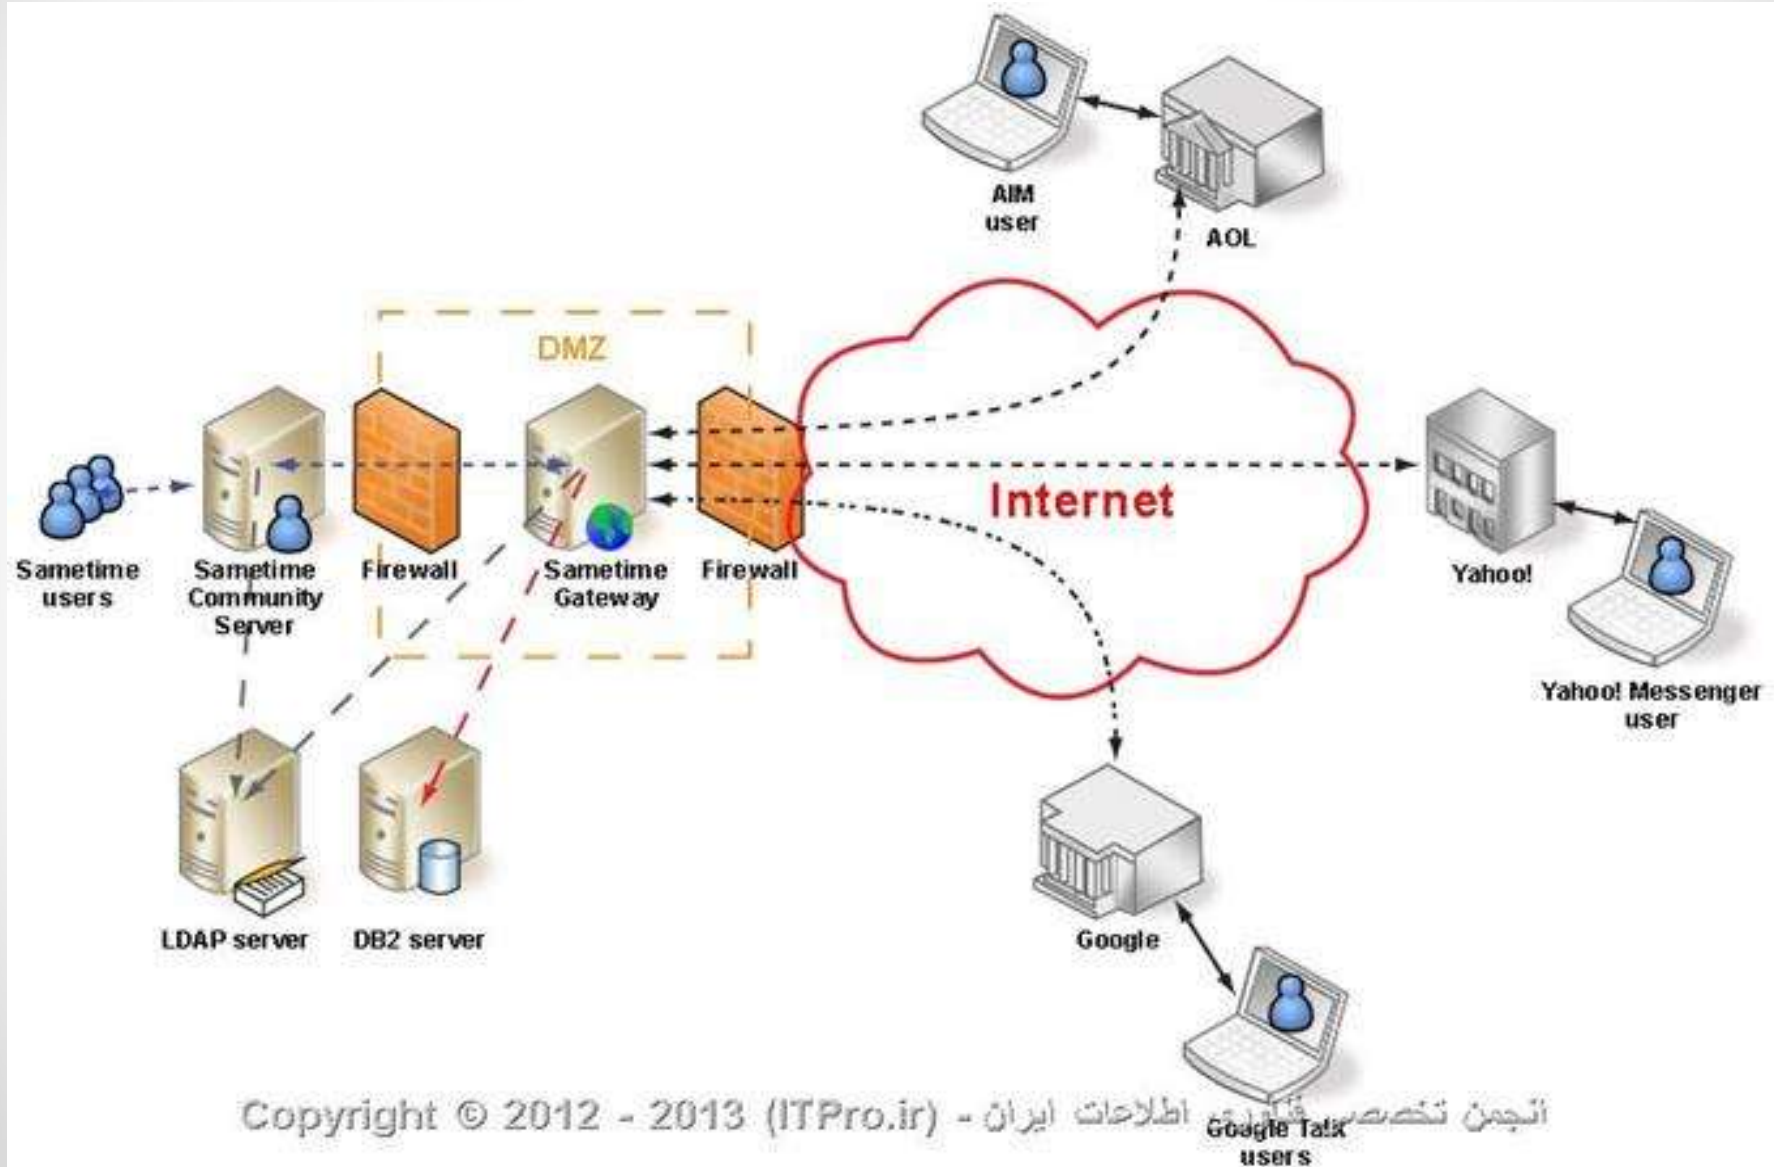 AIM
user
AOL
DMZ
Internet
Sametime
users
Sametime
Community
Server
Firewall
Sametime
Gateway
Firewall
Yahoo!
Yahoo! Messenger
user
LDAP server
DB2 server
Google
Google Talk
users
Copyright © 2012 - 2013 (ITPro.ir) - انجمن تخصصی فناوری اطلاعات ایران